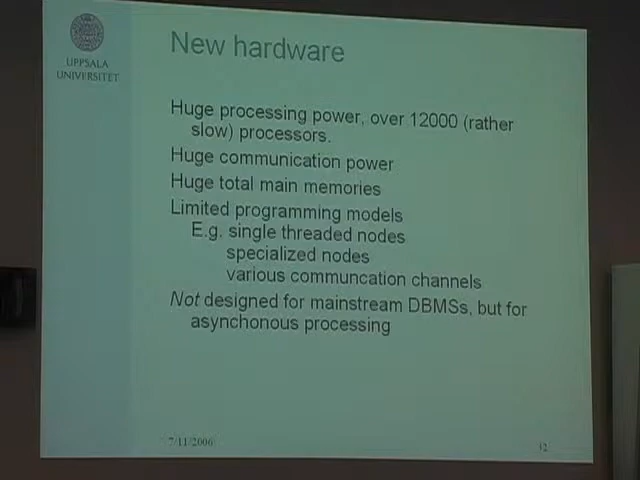 UPPSALA
UNIVERSITET
New hardware
Huge processing power, over 12000 (rather
slow) processors.
Huge communication power
Huge total main memories
Limited programming models
E.g. single threaded nodes
specialized nodes
various communcation channels
Not designed for mainstream DBMSs, but for
asynchonous processing
7/11/2006
12